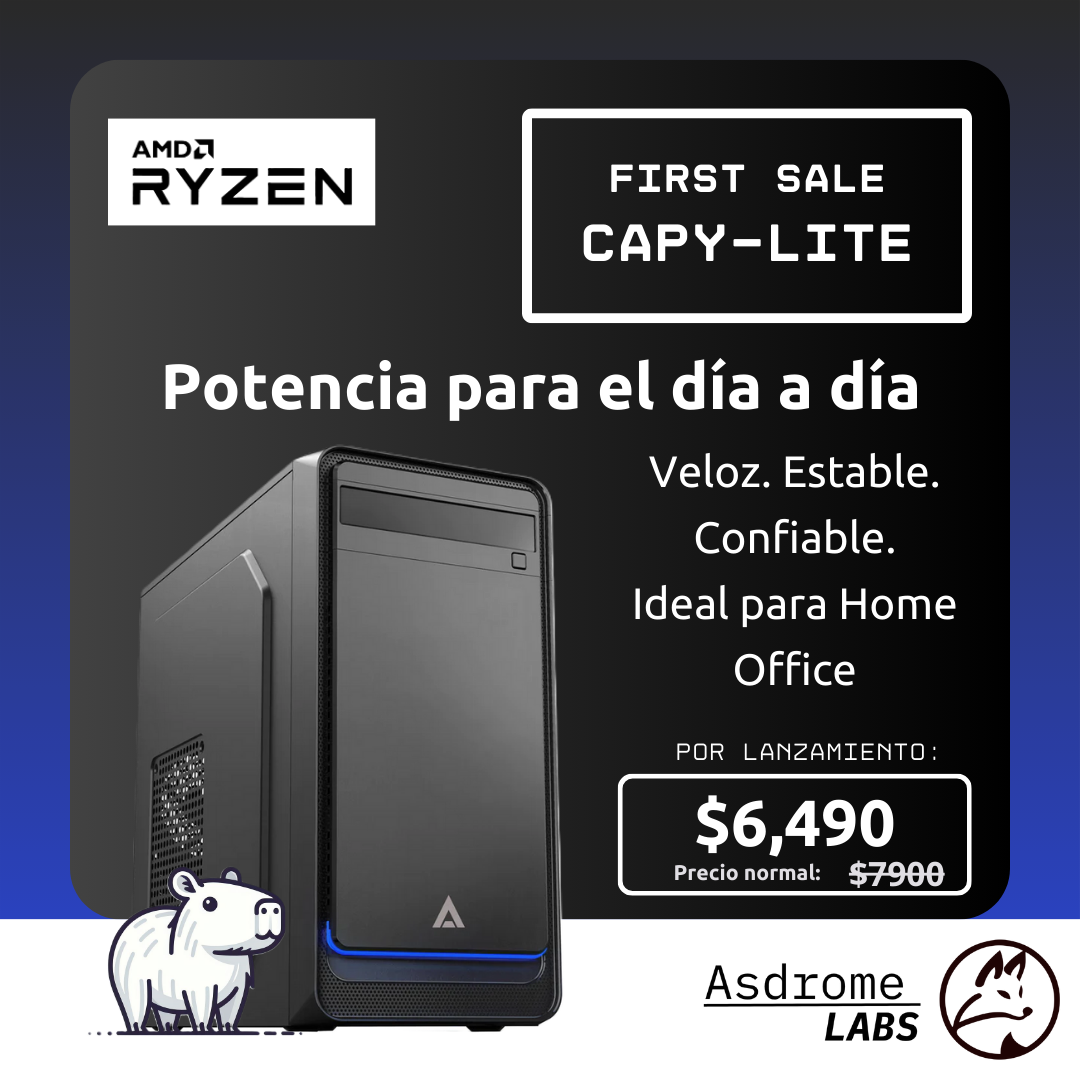 AMD
RYZEN
FIRST SALE
CAPY-LITE
Potencia para el día a día
Veloz. Estable.
Confiable.
Ideal para Home
Office
POR LANZAMIENTO:
$6,490
Precio normal: $7900
Asdrome
LABS